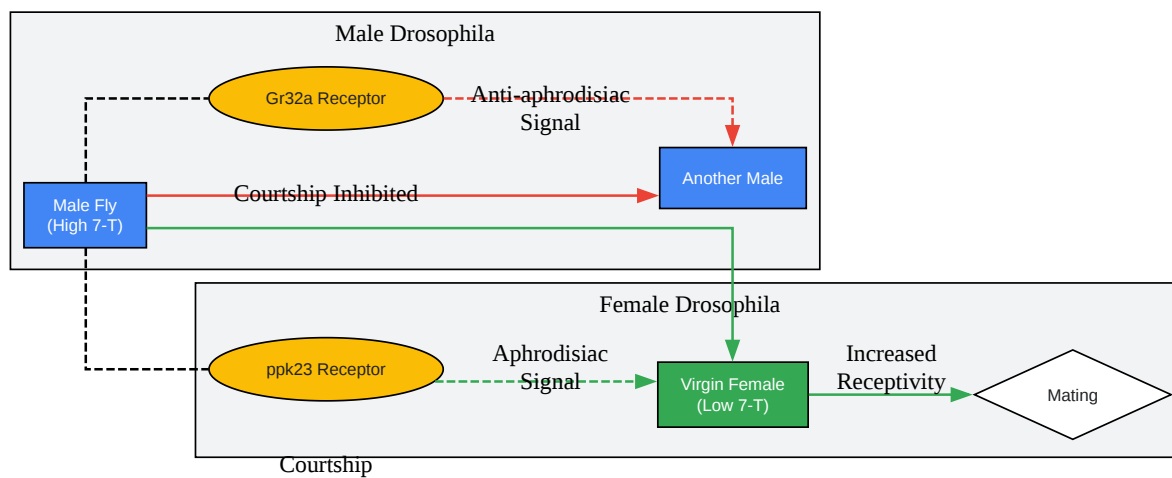 Male Drosophila
Gr32a Receptor
Anti-aphrodisiac
Signal
Another Male
Male Fly
(High 7-T)
Courtship Inhibited
Female Drosophila
ppk23 Receptor
Aphrodisiac
Signal
Virgin Female
(Low 7-T)
Increased
Receptivity
Mating
Courtship